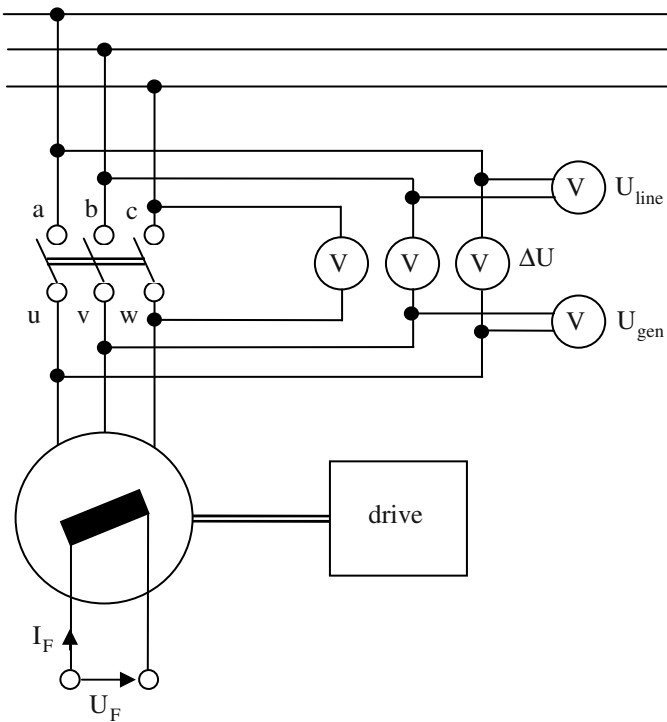 a b c
V U_line
V V V ΔU
u v w
V U_gen
drive
I_F
U_F